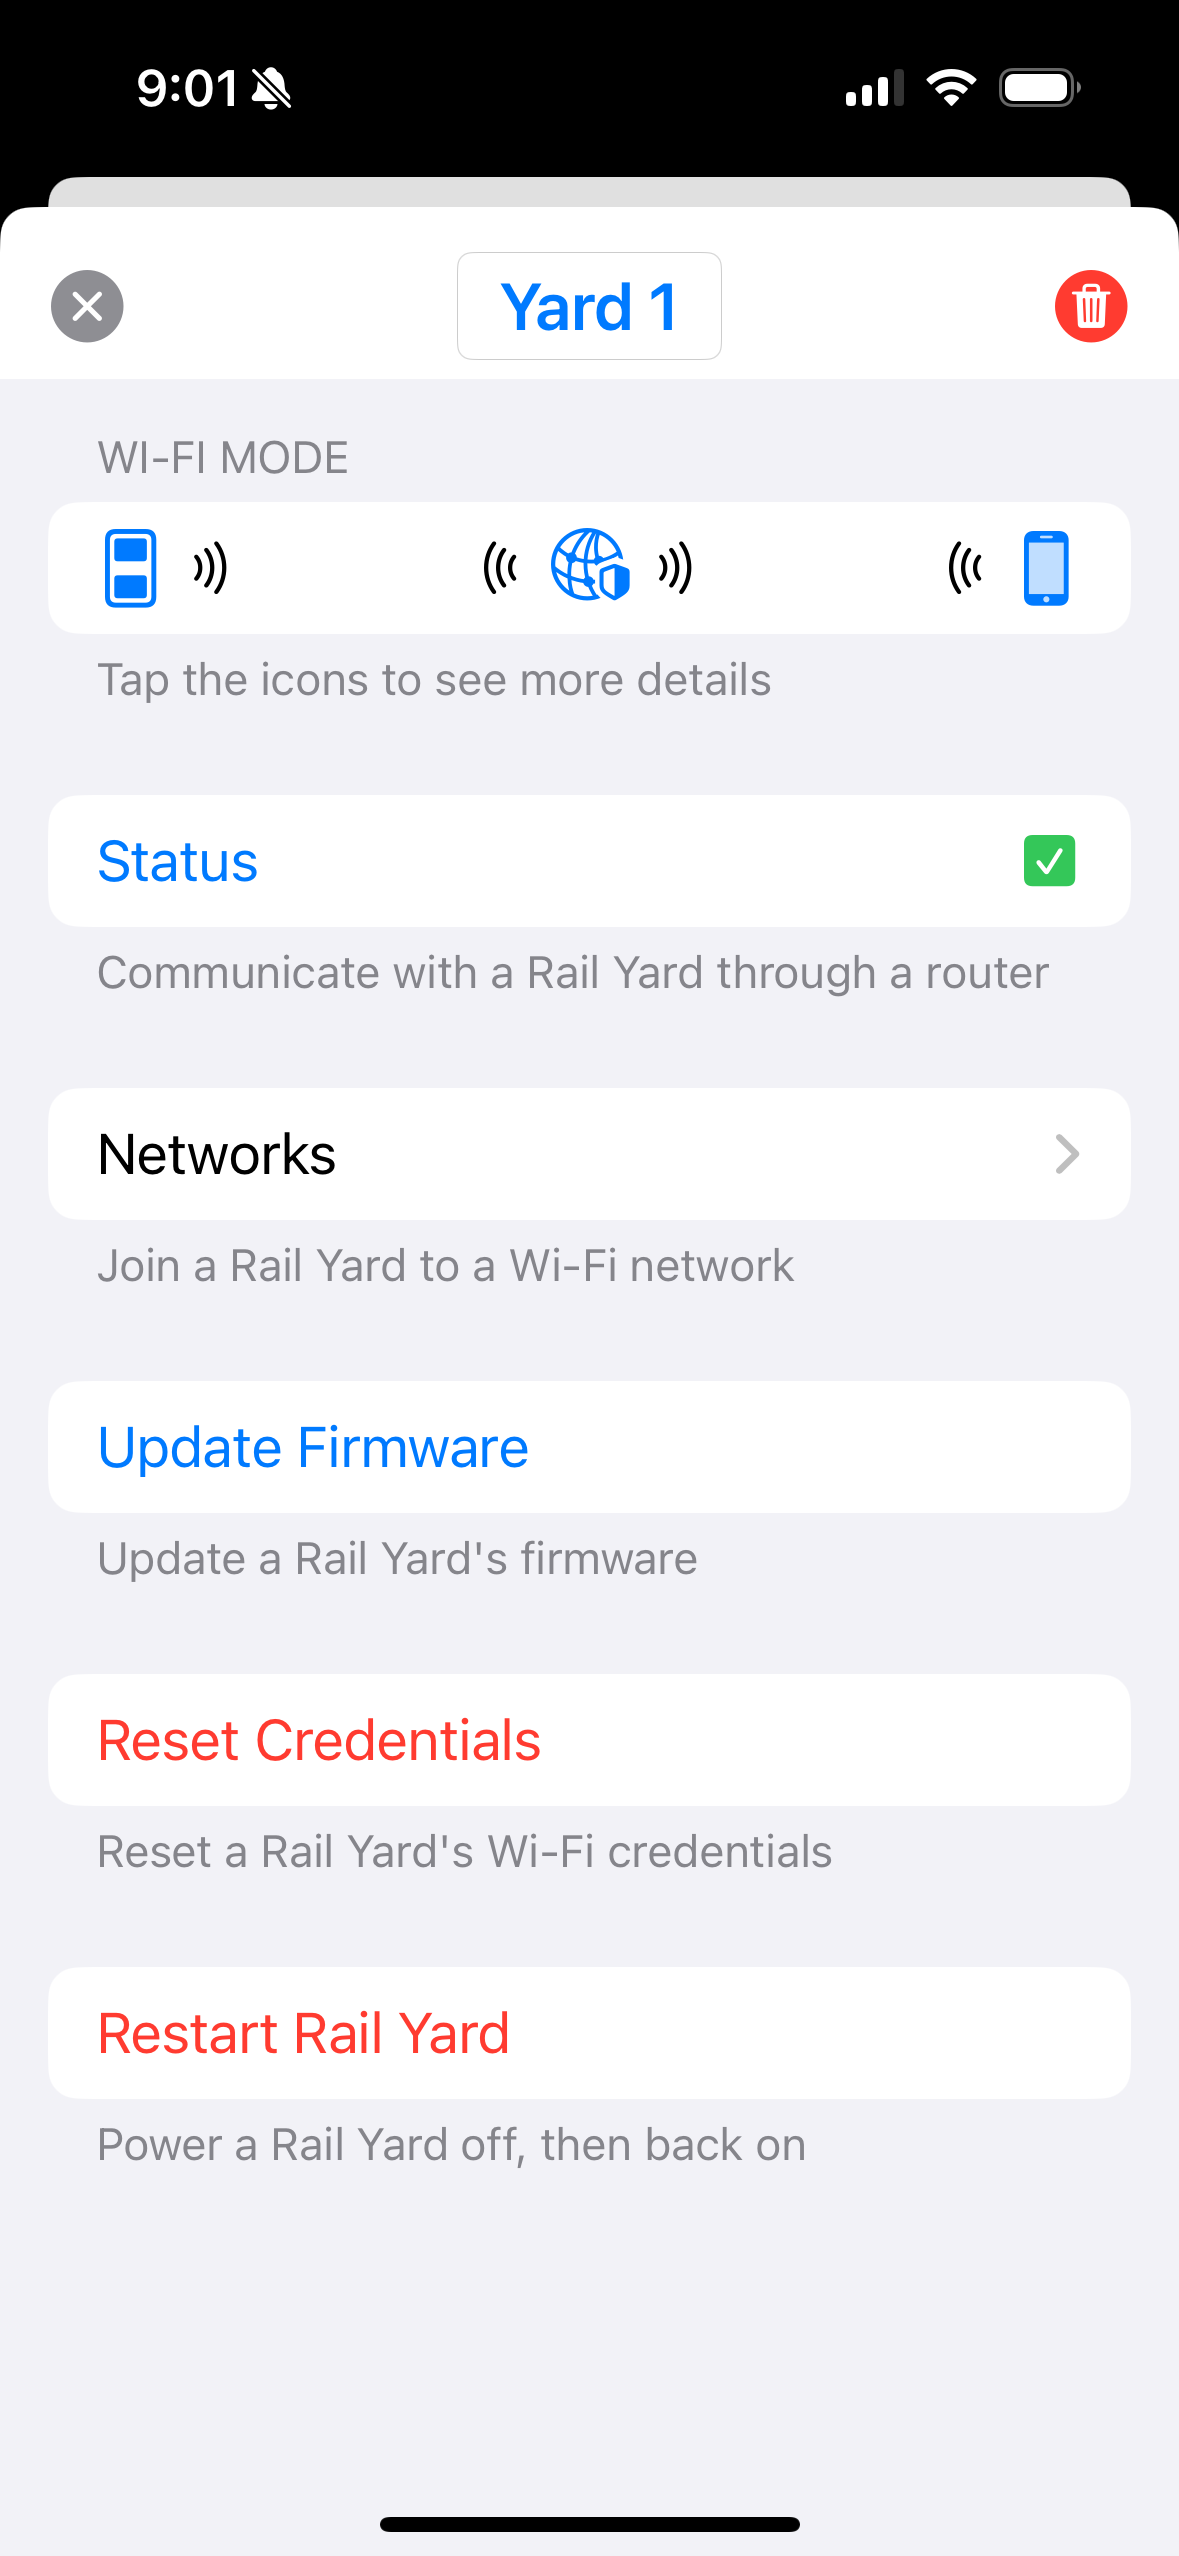 9:01
Yard 1
WI-FI MODE
Tap the icons to see more details
Status
Communicate with a Rail Yard through a router
Networks
Join a Rail Yard to a Wi-Fi network
Update Firmware
Update a Rail Yard's firmware
Reset Credentials
Reset a Rail Yard's Wi-Fi credentials
Restart Rail Yard
Power a Rail Yard off, then back on